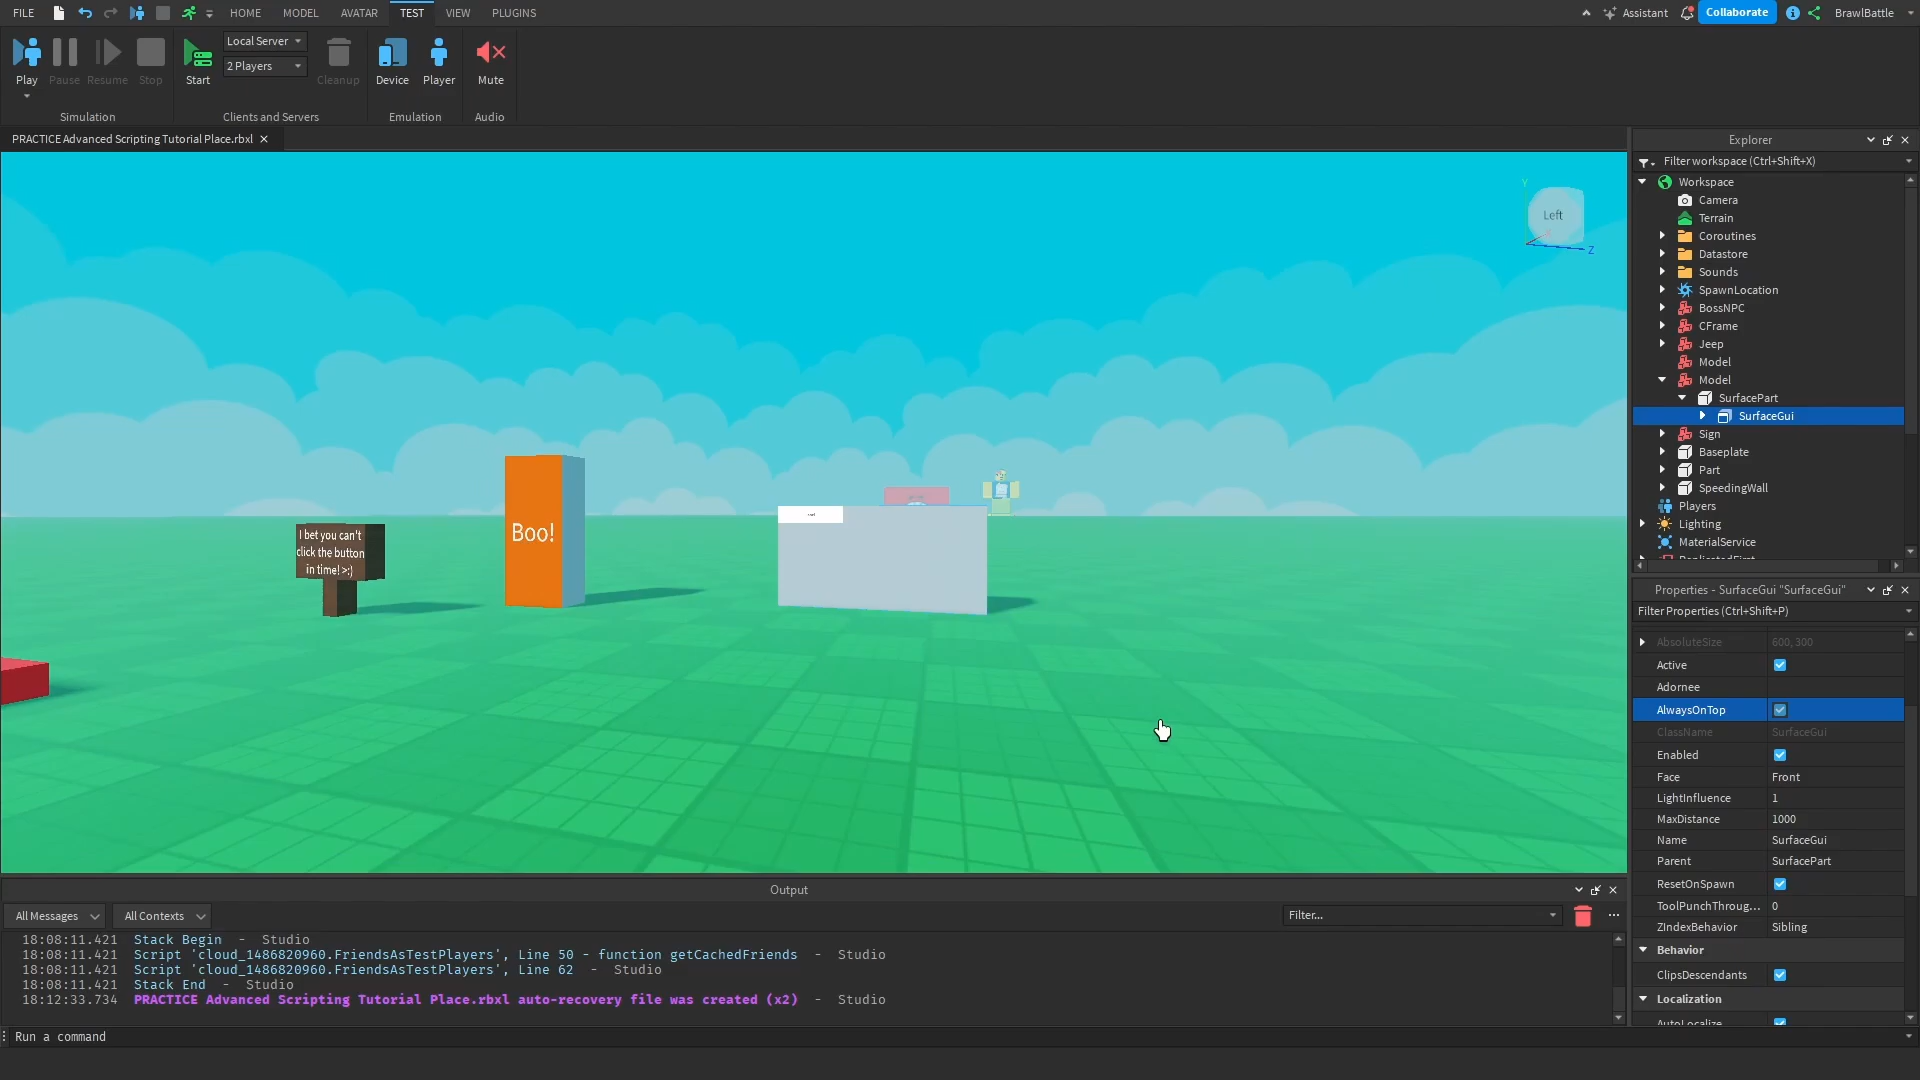 FILE HOME MODEL AVATAR TEST VIEW PLUGINS Assistant Collaborate BrawlBattle
Play Pause Resume Stop Start Local Server 2 Players Cleanup Device Player Mute
Simulation Clients and Servers Emulation Audio
PRACTICE Advanced Scripting Tutorial Place.rbxl
Left
Y
Z
Boo!
I bet you can't
click the button
in time! >:)
Explorer
Filter workspace (Ctrl+Shift+X)
Workspace
Camera
Terrain
Coroutines
Datastore
Sounds
SpawnLocation
BossNPC
CFrame
Jeep
Model
Model
SurfacePart
SurfaceGui
Sign
Baseplate
Part
SpeedingWall
Players
Lighting
MaterialService
ReplicatedFirst
Properties - SurfaceGui "SurfaceGui"
Filter Properties (Ctrl+Shift+P)
AbsoluteSize 600, 300
Active
Adornee
AlwaysOnTop
ClassName SurfaceGui
Enabled
Face Front
LightInfluence 1
MaxDistance 1000
Name SurfaceGui
Parent SurfacePart
ResetOnSpawn
ToolPunchThroug... 0
ZIndexBehavior Sibling
Behavior
ClipsDescendants
Localization
AutoLocalize
Output
All Messages All Contexts Filter...
18:08:11.421 Stack Begin - Studio
18:08:11.421 Script 'cloud_1486820960.FriendsAsTestPlayers', Line 50 - function getCachedFriends - Studio
18:08:11.421 Script 'cloud_1486820960.FriendsAsTestPlayers', Line 62 - Studio
18:08:11.421 Stack End - Studio
18:12:33.734 PRACTICE Advanced Scripting Tutorial Place.rbxl auto-recovery file was created (x2) - Studio
Run a command